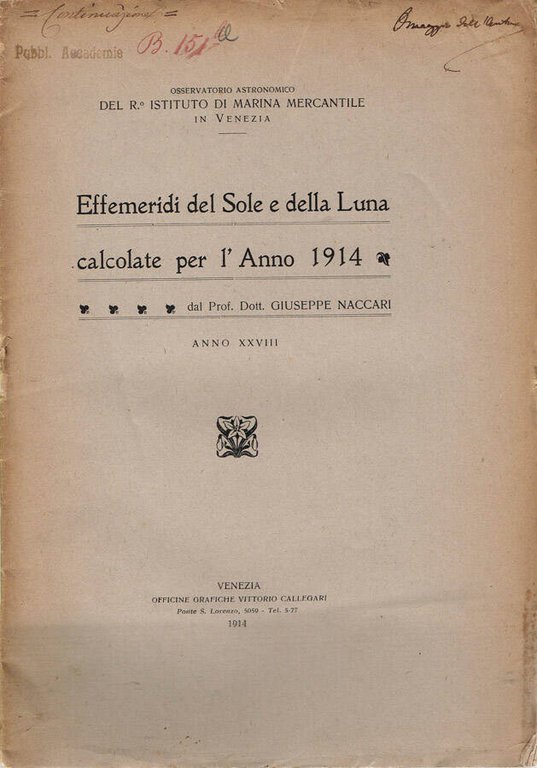 = Continuazione =
Omaggio dell'Autore
B. 151
Pubbl. Accademie
OSSERVATORIO ASTRONOMICO
DEL R.º ISTITUTO DI MARINA MERCANTILE
IN VENEZIA
Effemeridi del Sole e della Luna
calcolate per l'Anno 1914
dal Prof. Dott. GIUSEPPE NACCARI
ANNO XXVIII
VENEZIA
OFFICINE GRAFICHE VITTORIO CALLEGARI
Ponte S. Lorenzo, 5059 - Tel. 5-77
1914